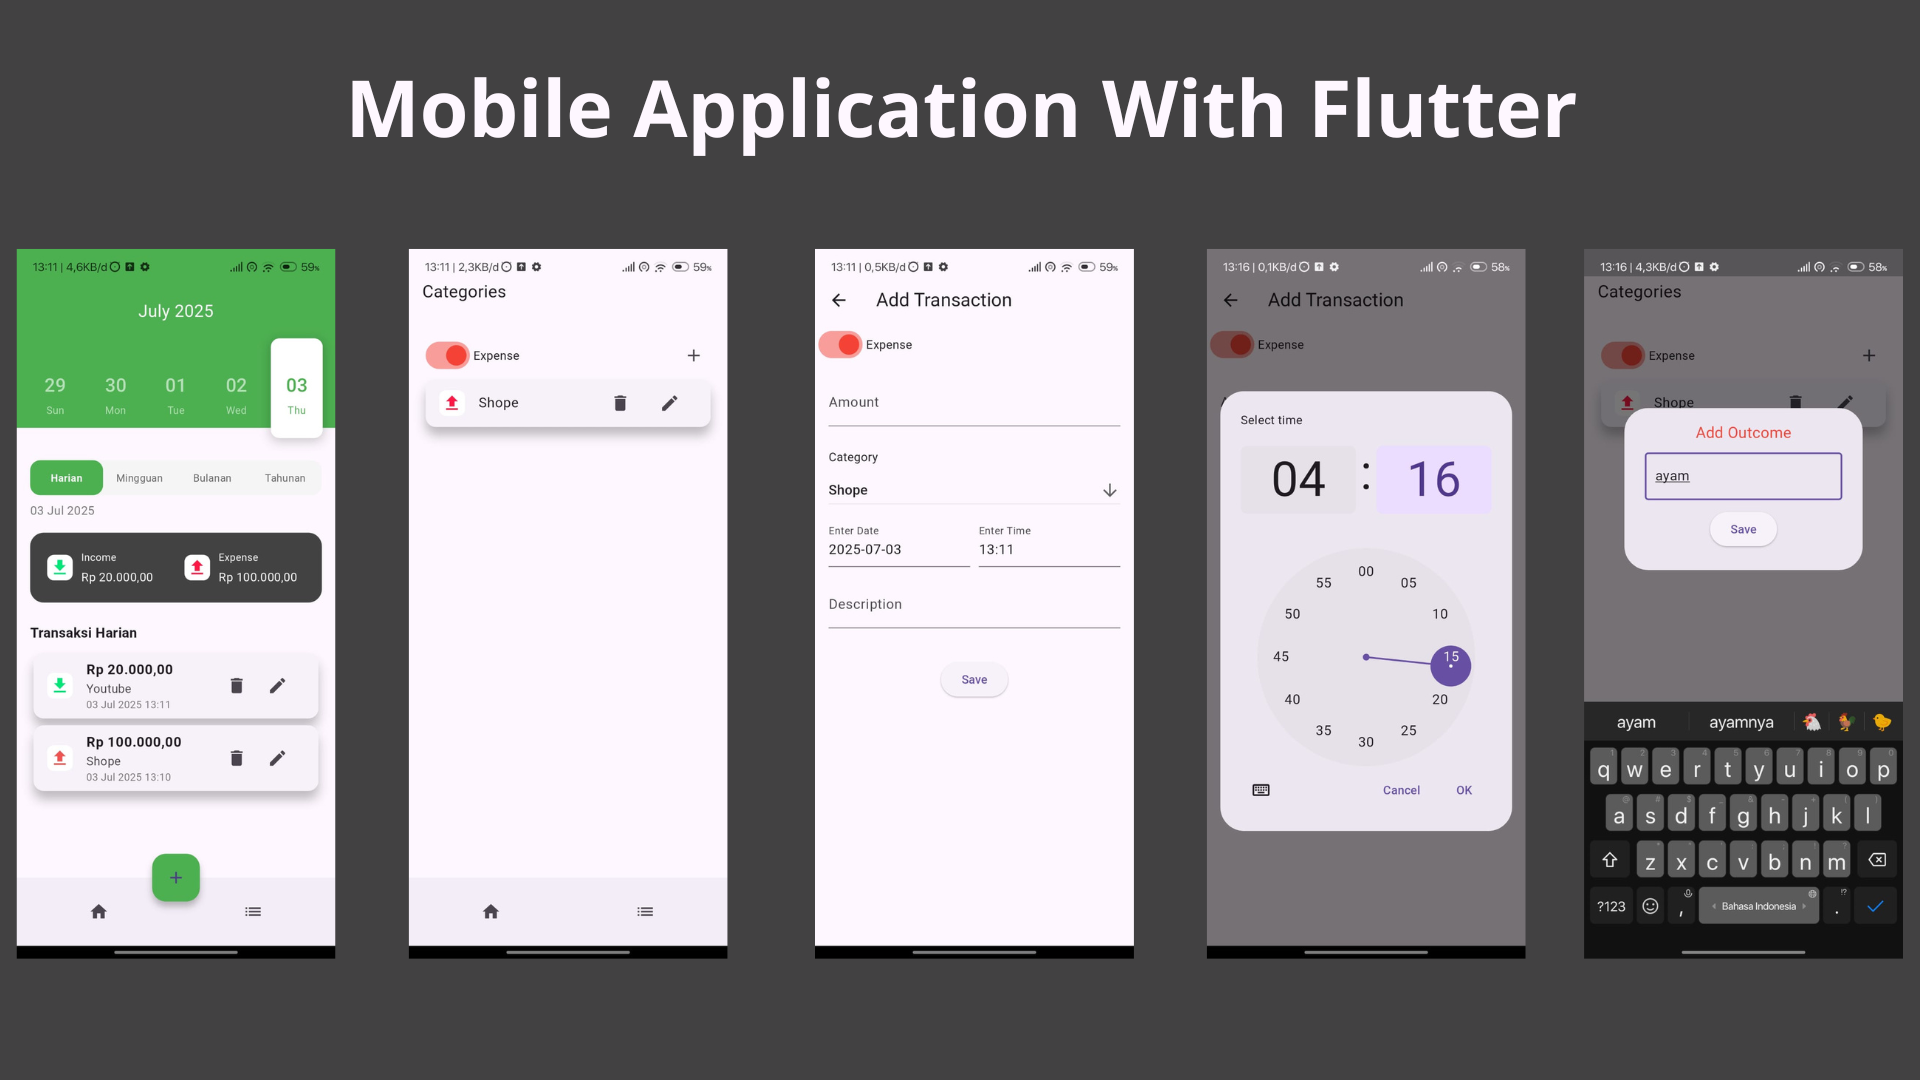 Mobile Application With Flutter
13:11 | 4,6KB/d 59%
July 2025
29 30 01 02 03
Sun Mon Tue Wed Thu
Harian Mingguan Bulanan Tahunan
03 Jul 2025
Income Expense
Rp 20.000,00 Rp 100.000,00
Transaksi Harian
Rp 20.000,00
Youtube
03 Jul 2025 13:11
Rp 100.000,00
Shope
03 Jul 2025 13:10
+
13:11 | 2,3KB/d 59%
Categories
Expense +
Shope
13:11 | 0,5KB/d 59%
Add Transaction
Expense
Amount
Category
Shope
Enter Date Enter Time
2025-07-03 13:11
Description
Save
13:16 | 0,1KB/d 58%
Add Transaction
Expense
Select time
04 : 16
00
55 05
50 10
45 15
40 20
35 25
30
Cancel OK
13:16 | 4,3KB/d 58%
Categories
Expense +
Shope
Add Outcome
ayam
Save
ayam ayamnya
q w e r t y u i o p
a s d f g h j k l
z x c v b n m
?123 , Bahasa Indonesia .